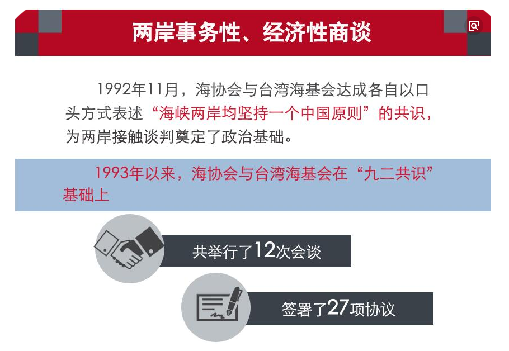 两岸事务性、经济性商谈
1992年11月，海协会与台湾海基会达成各自以口
头方式表述“海峡两岸均坚持一个中国原则”的共识，
为两岸接触谈判奠定了政治基础。
1993年以来，海协会与台湾海基会在“九二共识”
基础上
共举行了12次会谈
签署了27项协议